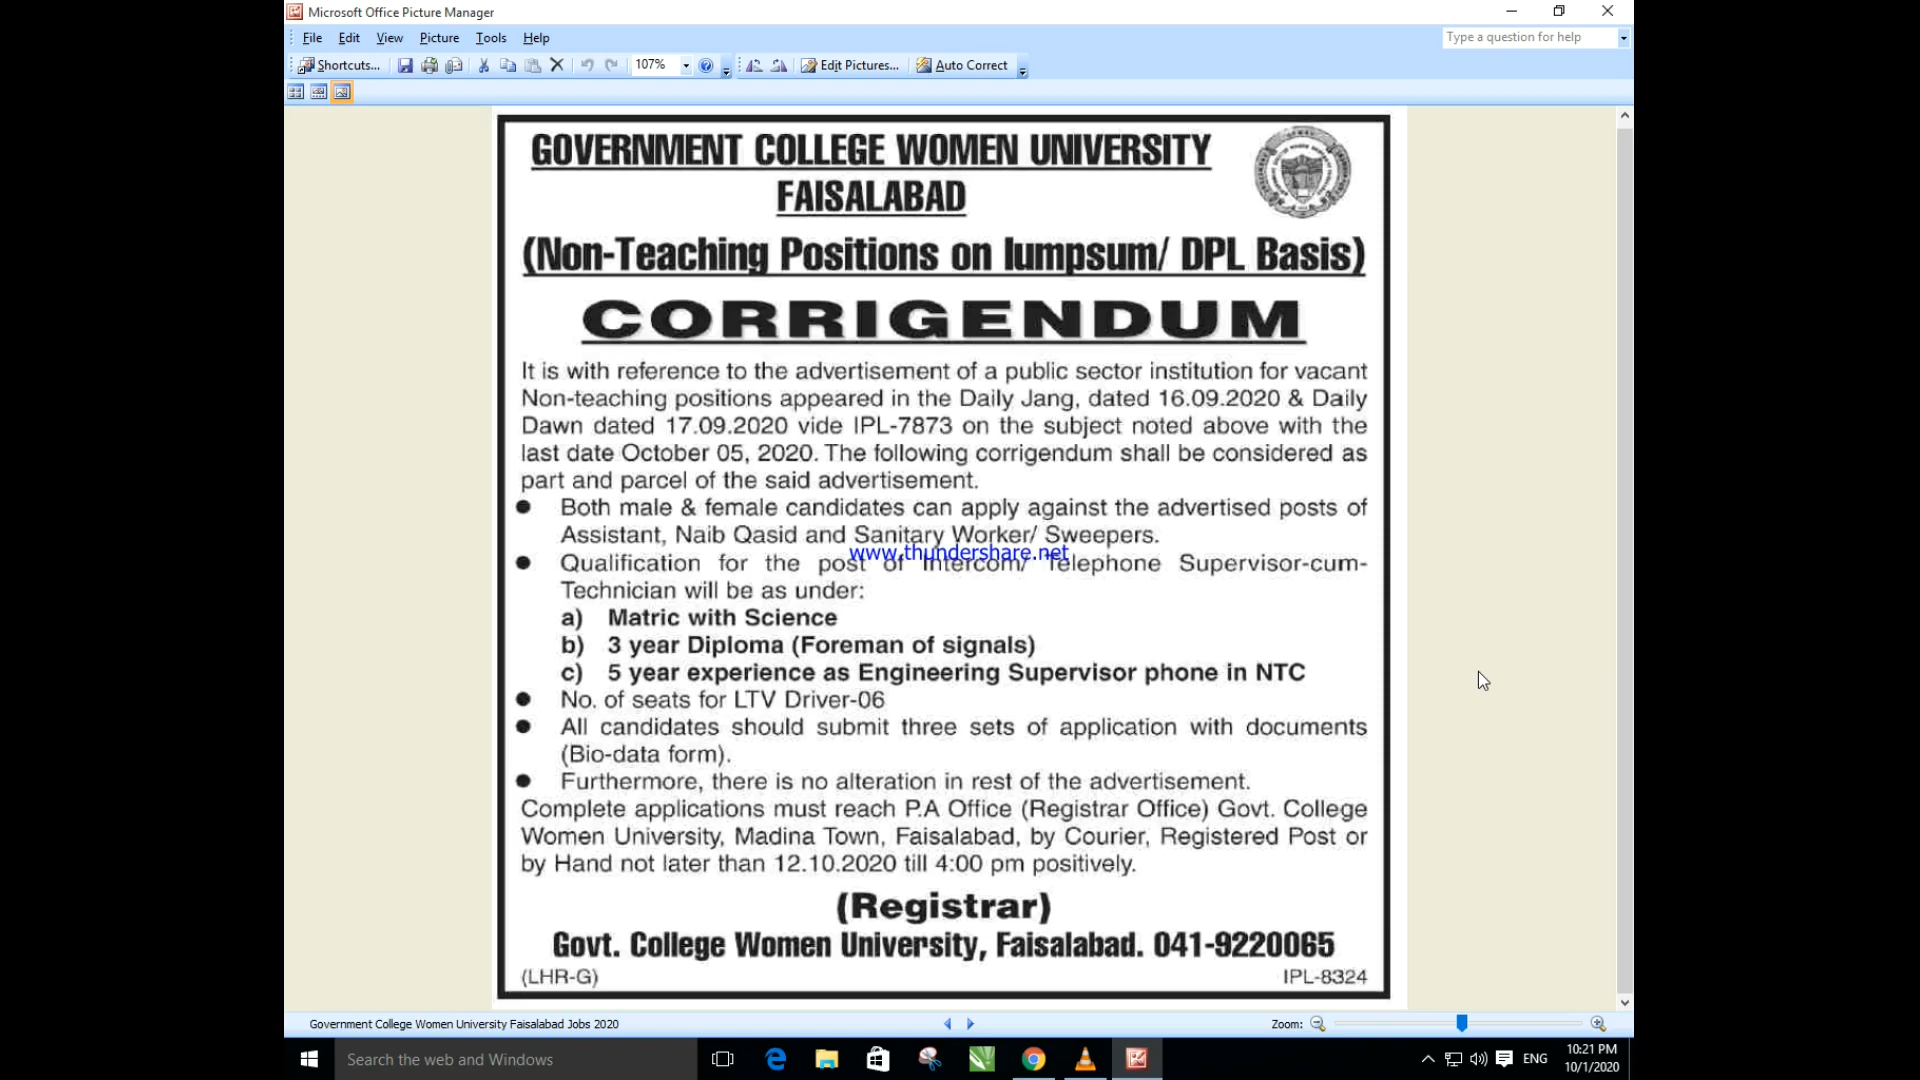 Microsoft Office Picture Manager
File Edit View Picture Tools Help
Type a question for help
Shortcuts... 107% Edit Pictures... Auto Correct
GOVERNMENT COLLEGE WOMEN UNIVERSITY
FAISALABAD
(Non-Teaching Positions on lumpsum/ DPL Basis)
CORRIGENDUM
It is with reference to the advertisement of a public sector institution for vacant
Non-teaching positions appeared in the Daily Jang, dated 16.09.2020 & Daily
Dawn dated 17.09.2020 vide IPL-7873 on the subject noted above with the
last date October 05, 2020. The following corrigendum shall be considered as
part and parcel of the said advertisement.
● Both male & female candidates can apply against the advertised posts of
Assistant, Naib Qasid and Sanitary Worker/ Sweepers.
www.thundershare.net
● Qualification for the post of Intercom/ Telephone Supervisor-cum-
Technician will be as under:
a) Matric with Science
b) 3 year Diploma (Foreman of signals)
c) 5 year experience as Engineering Supervisor phone in NTC
● No. of seats for LTV Driver-06
● All candidates should submit three sets of application with documents
(Bio-data form).
● Furthermore, there is no alteration in rest of the advertisement.
Complete applications must reach P.A Office (Registrar Office) Govt. College
Women University, Madina Town, Faisalabad, by Courier, Registered Post or
by Hand not later than 12.10.2020 till 4:00 pm positively.
(Registrar)
Govt. College Women University, Faisalabad. 041-9220065
(LHR-G) IPL-8324
Government College Women University Faisalabad Jobs 2020
Zoom:
Search the web and Windows
ENG
10:21 PM
10/1/2020